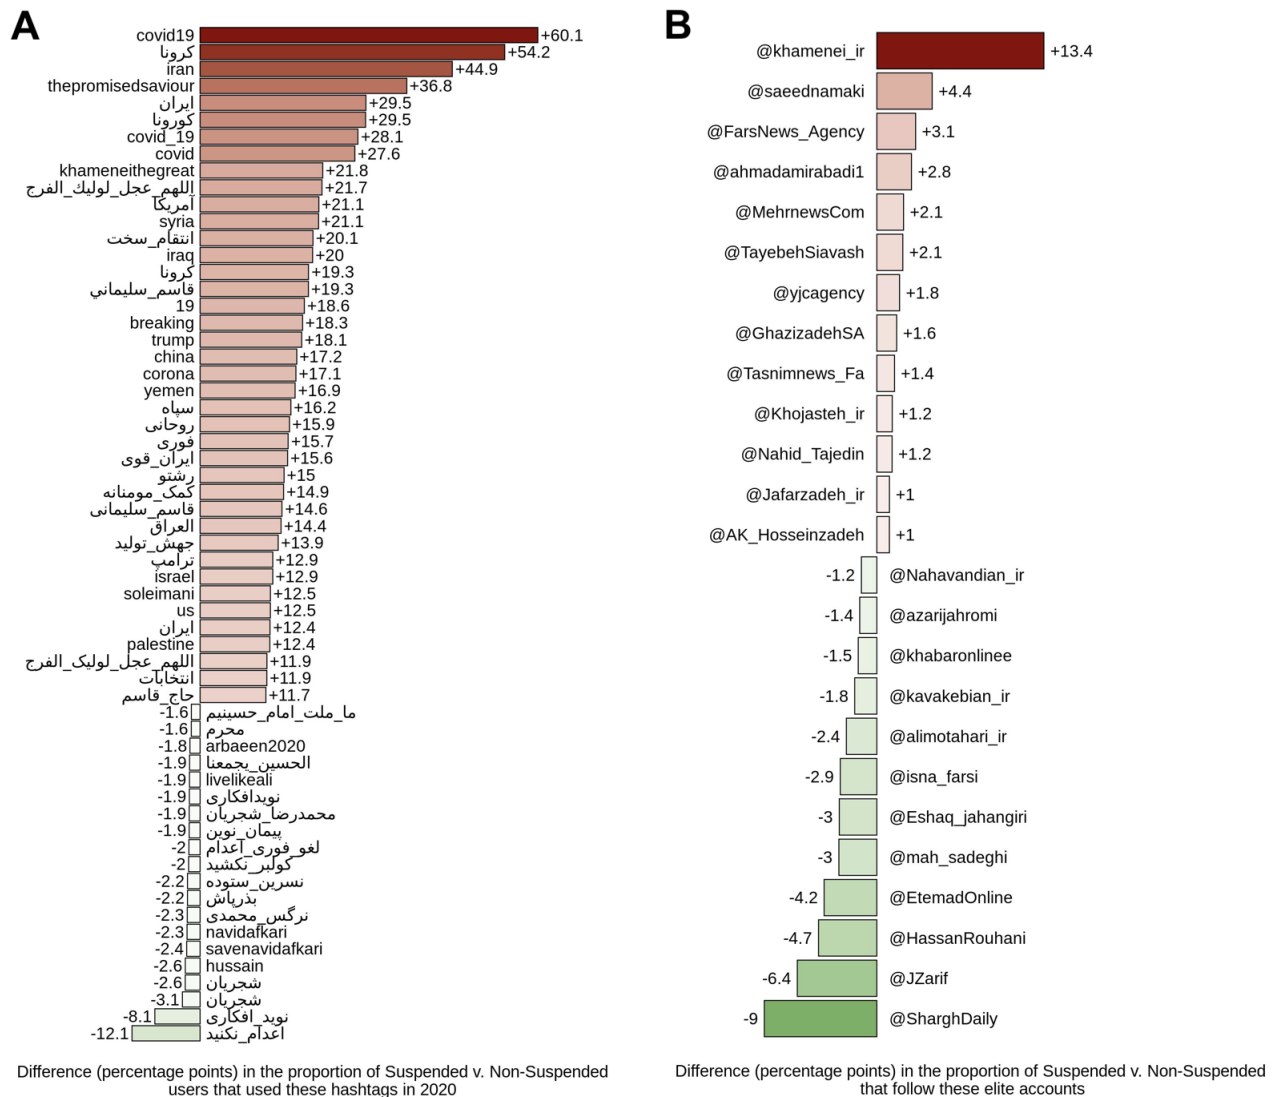 A
covid19 +60.1
كرونا +54.2
iran +44.9
thepromisedsaviour +36.8
ایران +29.5
کورونا +29.5
covid_19 +28.1
covid +27.6
khameneithegreat +21.8
اللهم_عجل_لوليك_الفرج +21.7
آمریکا +21.1
syria +21.1
انتقام_سخت +20.1
iraq +20
کرونا +19.3
قاسم_سليماني +19.3
19 +18.6
breaking +18.3
trump +18.1
china +17.2
corona +17.1
yemen +16.9
سپاه +16.2
روحانی +15.9
فوری +15.7
ایران_قوی +15.6
رشتو +15
کمک_مومنانه +14.9
قاسم_سلیمانی +14.6
العراق +14.4
جهش_تولید +13.9
ترامپ +12.9
israel +12.9
soleimani +12.5
us +12.5
ايران +12.4
palestine +12.4
اللهم_عجل_لولیک_الفرج +11.9
انتخابات +11.9
حاج_قاسم +11.7
-1.6 ما_ملت_امام_حسینیم
-1.6 محرم
-1.8 arbaeen2020
-1.9 الحسين_يجمعنا
-1.9 livelikeali
-1.9 نویدافکاری
-1.9 محمدرضا_شجریان
-1.9 پیمان_نوین
-2 لغو_فوری_اعدام
-2 کولبر_نکشید
-2.2 نسرین_ستوده
-2.2 بذرپاش
-2.3 نرگس_محمدی
-2.3 navidafkari
-2.4 savenavidafkari
-2.6 hussain
-2.6 شجریان
-3.1 شجريان
-8.1 نوید_افکاری
-12.1 اعدام_نکنید
Difference (percentage points) in the proportion of Suspended v. Non-Suspended
users that used these hashtags in 2020
B
@khamenei_ir +13.4
@saeednamaki +4.4
@FarsNews_Agency +3.1
@ahmadamirabadi1 +2.8
@MehrnewsCom +2.1
@TayebehSiavash +2.1
@yjcagency +1.8
@GhazizadehSA +1.6
@Tasnimnews_Fa +1.4
@Khojasteh_ir +1.2
@Nahid_Tajedin +1.2
@Jafarzadeh_ir +1
@AK_Hosseinzadeh +1
-1.2 @Nahavandian_ir
-1.4 @azarijahromi
-1.5 @khabaronlinee
-1.8 @kavakebian_ir
-2.4 @alimotahari_ir
-2.9 @isna_farsi
-3 @Eshaq_jahangiri
-3 @mah_sadeghi
-4.2 @EtemadOnline
-4.7 @HassanRouhani
-6.4 @JZarif
-9 @SharghDaily
Difference (percentage points) in the proportion of Suspended v. Non-Suspended
that follow these elite accounts